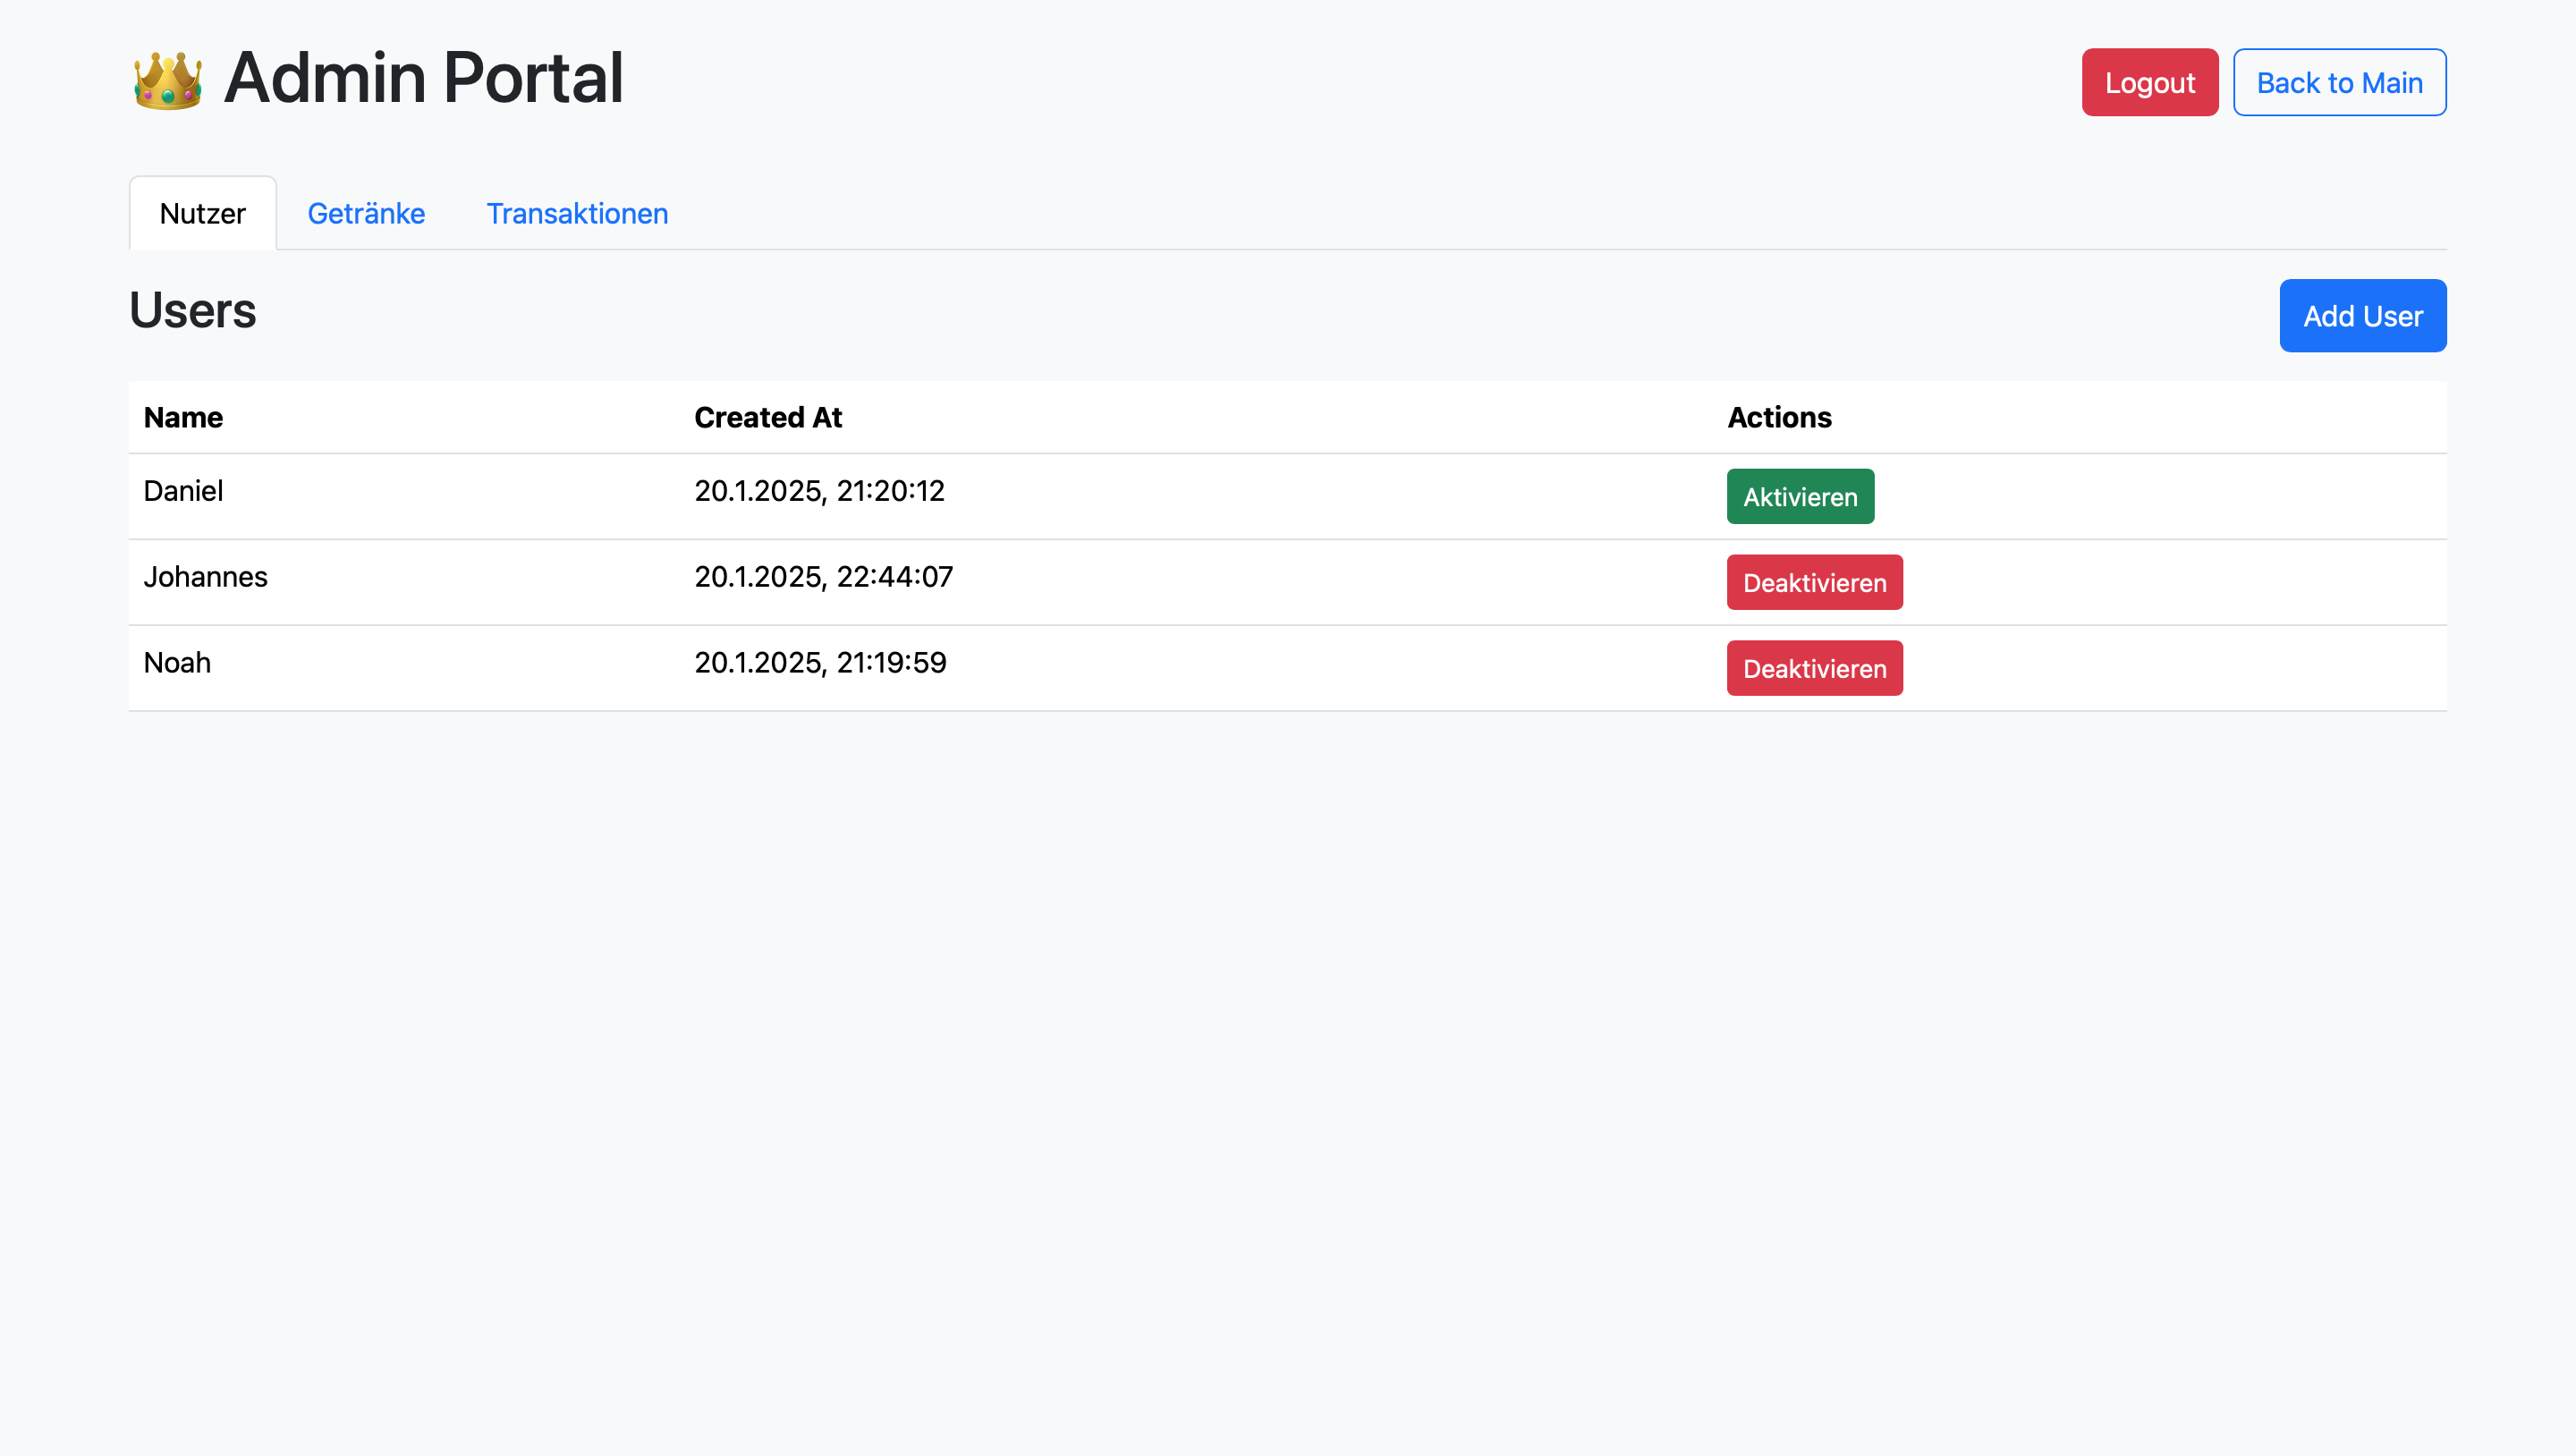 👑 Admin Portal
Logout Back to Main
Nutzer Getränke Transaktionen
Users
Add User
Name Created At Actions
Daniel 20.1.2025, 21:20:12 Aktivieren
Johannes 20.1.2025, 22:44:07 Deaktivieren
Noah 20.1.2025, 21:19:59 Deaktivieren